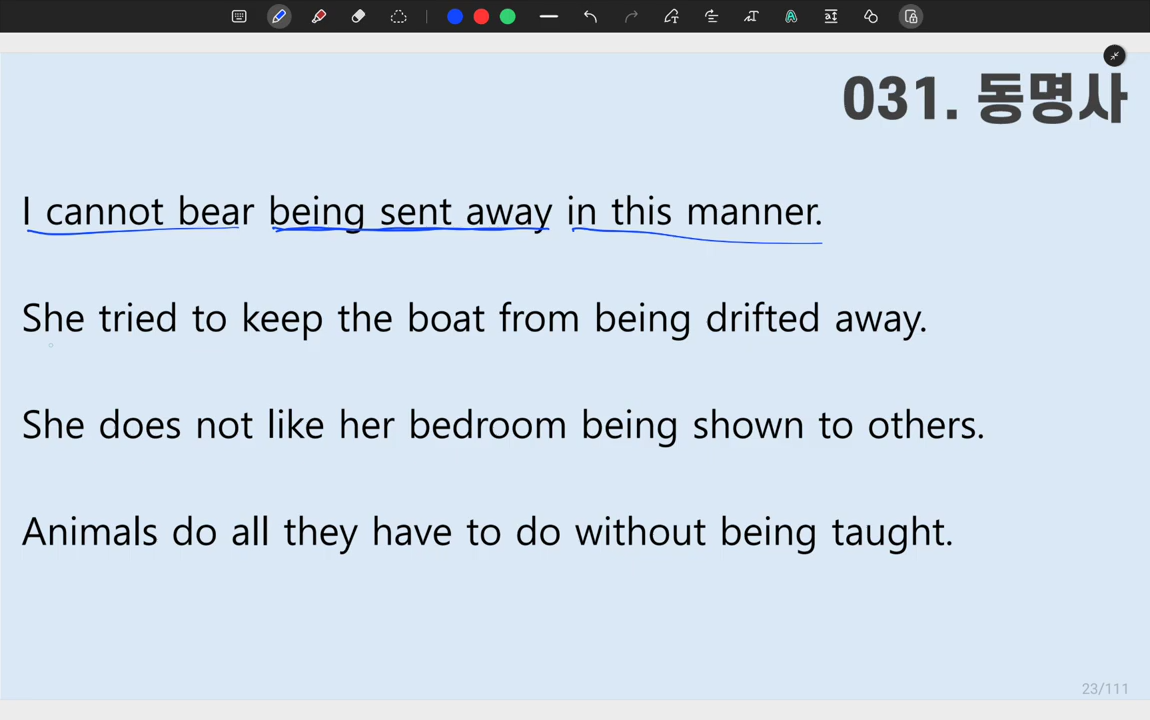 031. 동명사
I cannot bear being sent away in this manner.
She tried to keep the boat from being drifted away.
She does not like her bedroom being shown to others.
Animals do all they have to do without being taught.
23/111